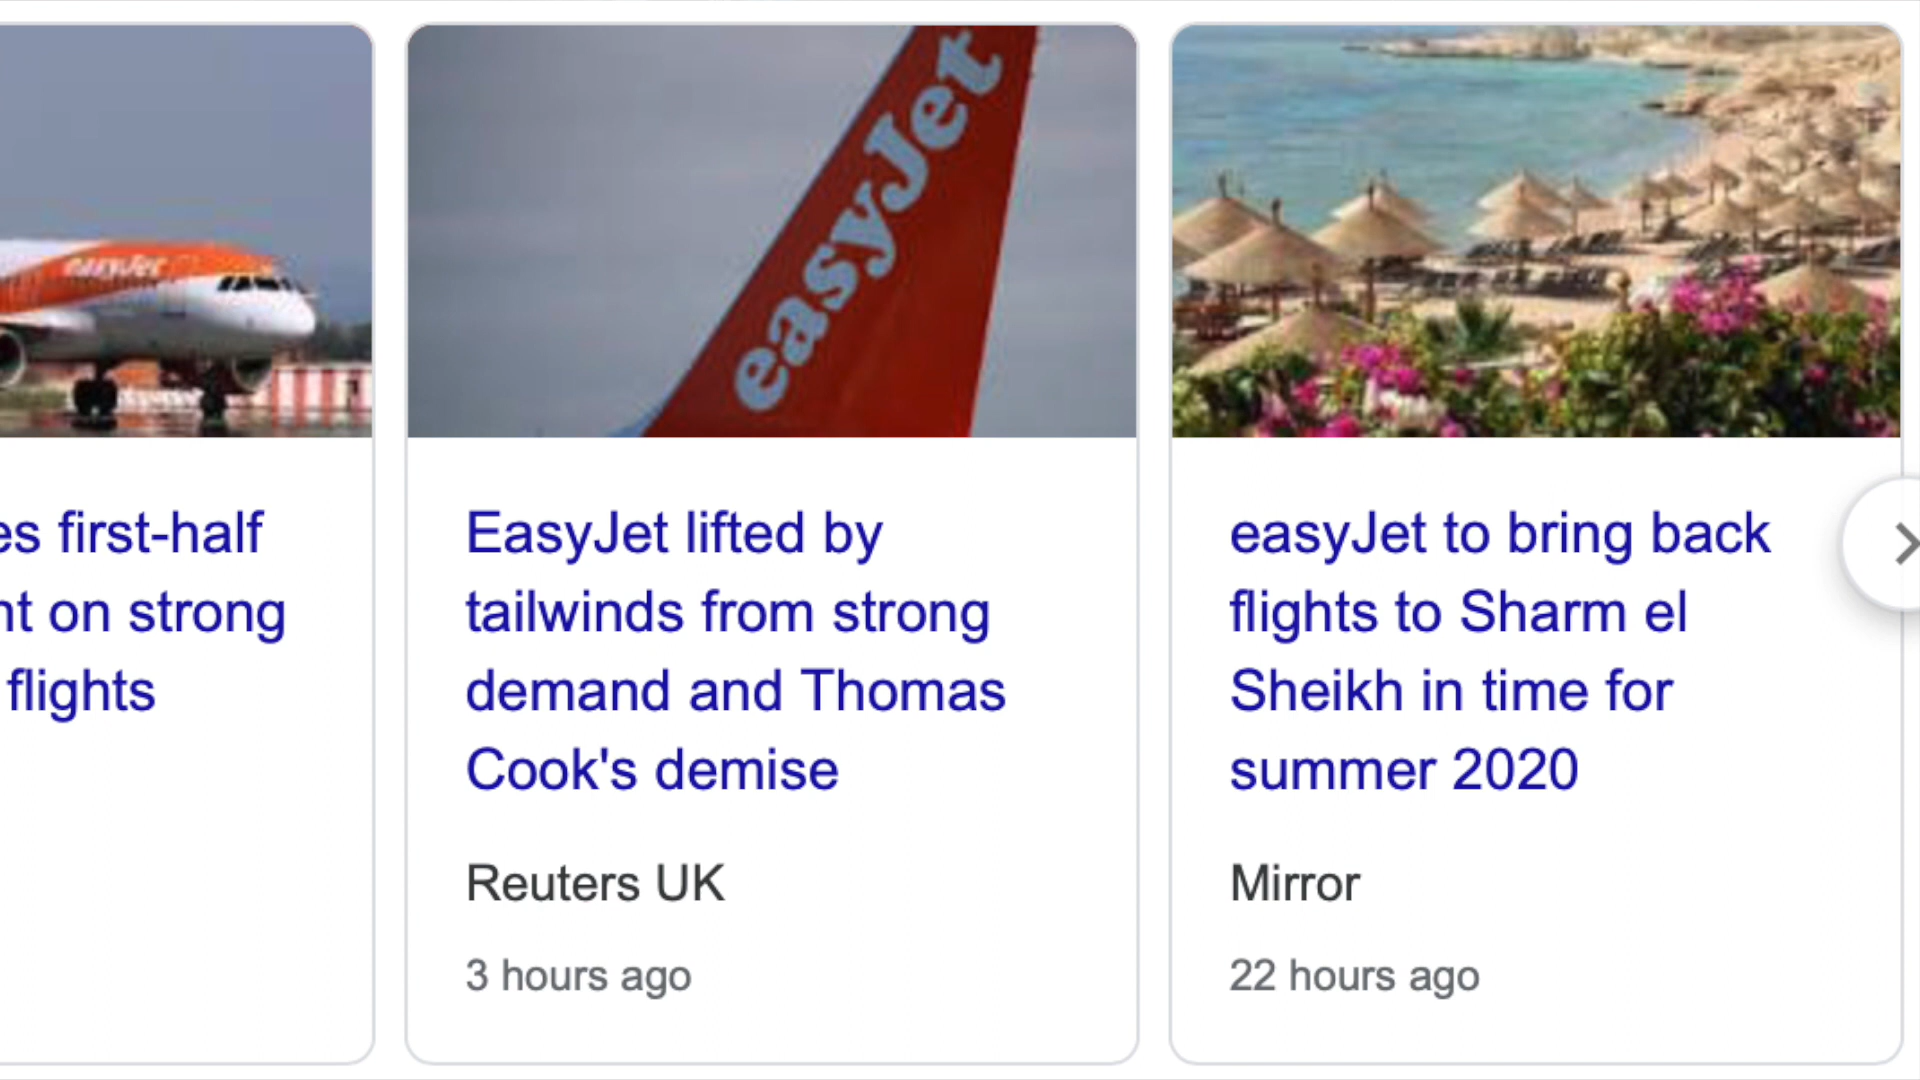 easyJet
easyJet
es first-half
nt on strong
flights
EasyJet lifted by
tailwinds from strong
demand and Thomas
Cook's demise
Reuters UK
3 hours ago
easyJet to bring back
flights to Sharm el
Sheikh in time for
summer 2020
Mirror
22 hours ago